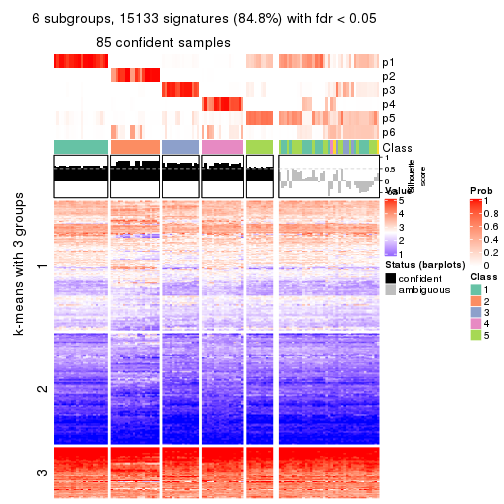 6 subgroups, 15133 signatures (84.8%) with fdr < 0.05
85 confident samples
p1
p2
p3
p4
p5
p6
Class
1
0.5
0
Silhouette
score
k-means with 3 groups
1
2
3
Value
5
4
3
2
1
Status (barplots)
confident
ambiguous
Prob
1
0.8
0.6
0.4
0.2
0
Class
1
2
3
4
5